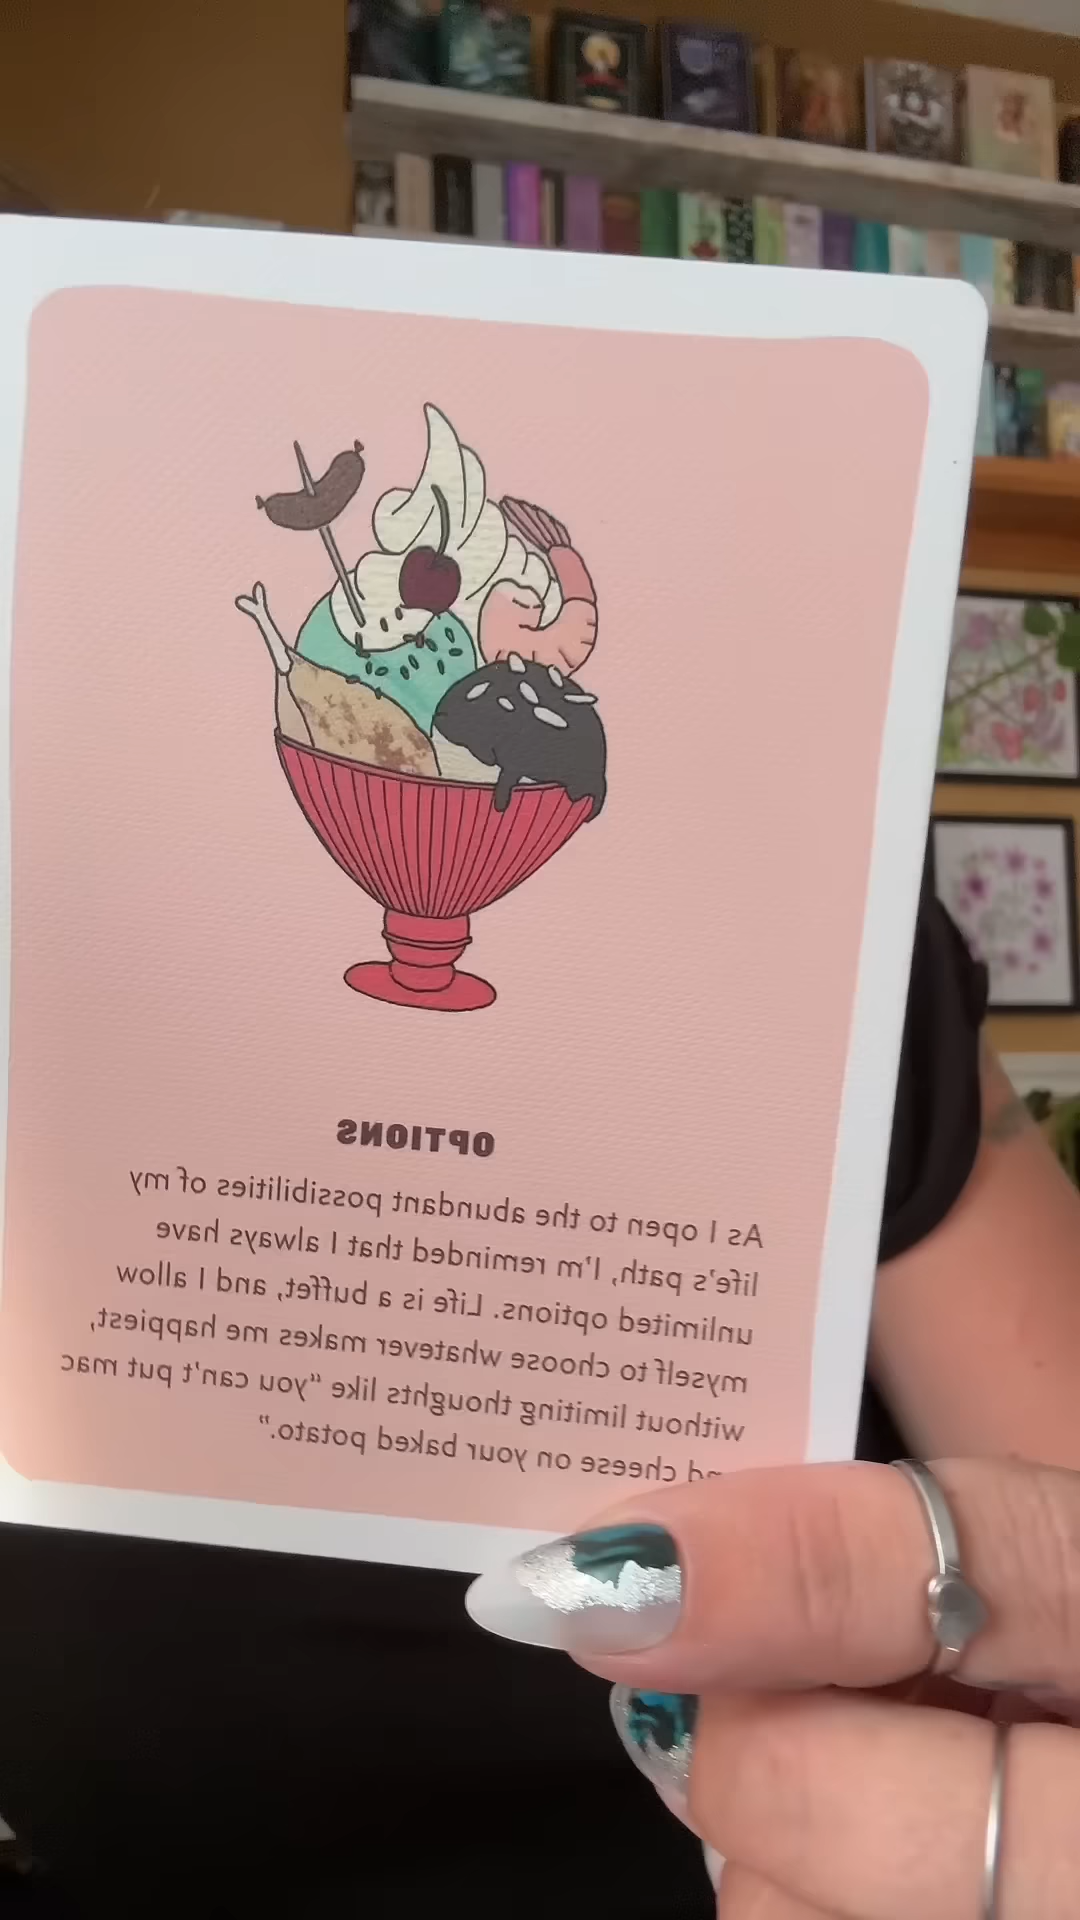 OPTIONS
As I open to the abundant possibilities of my
life's path, I'm reminded that I always have
unlimited options. Life is a buffet, and I allow
myself to choose whatever makes me happiest,
without limiting thoughts like "you can't put mac
cheese on your baked potato."